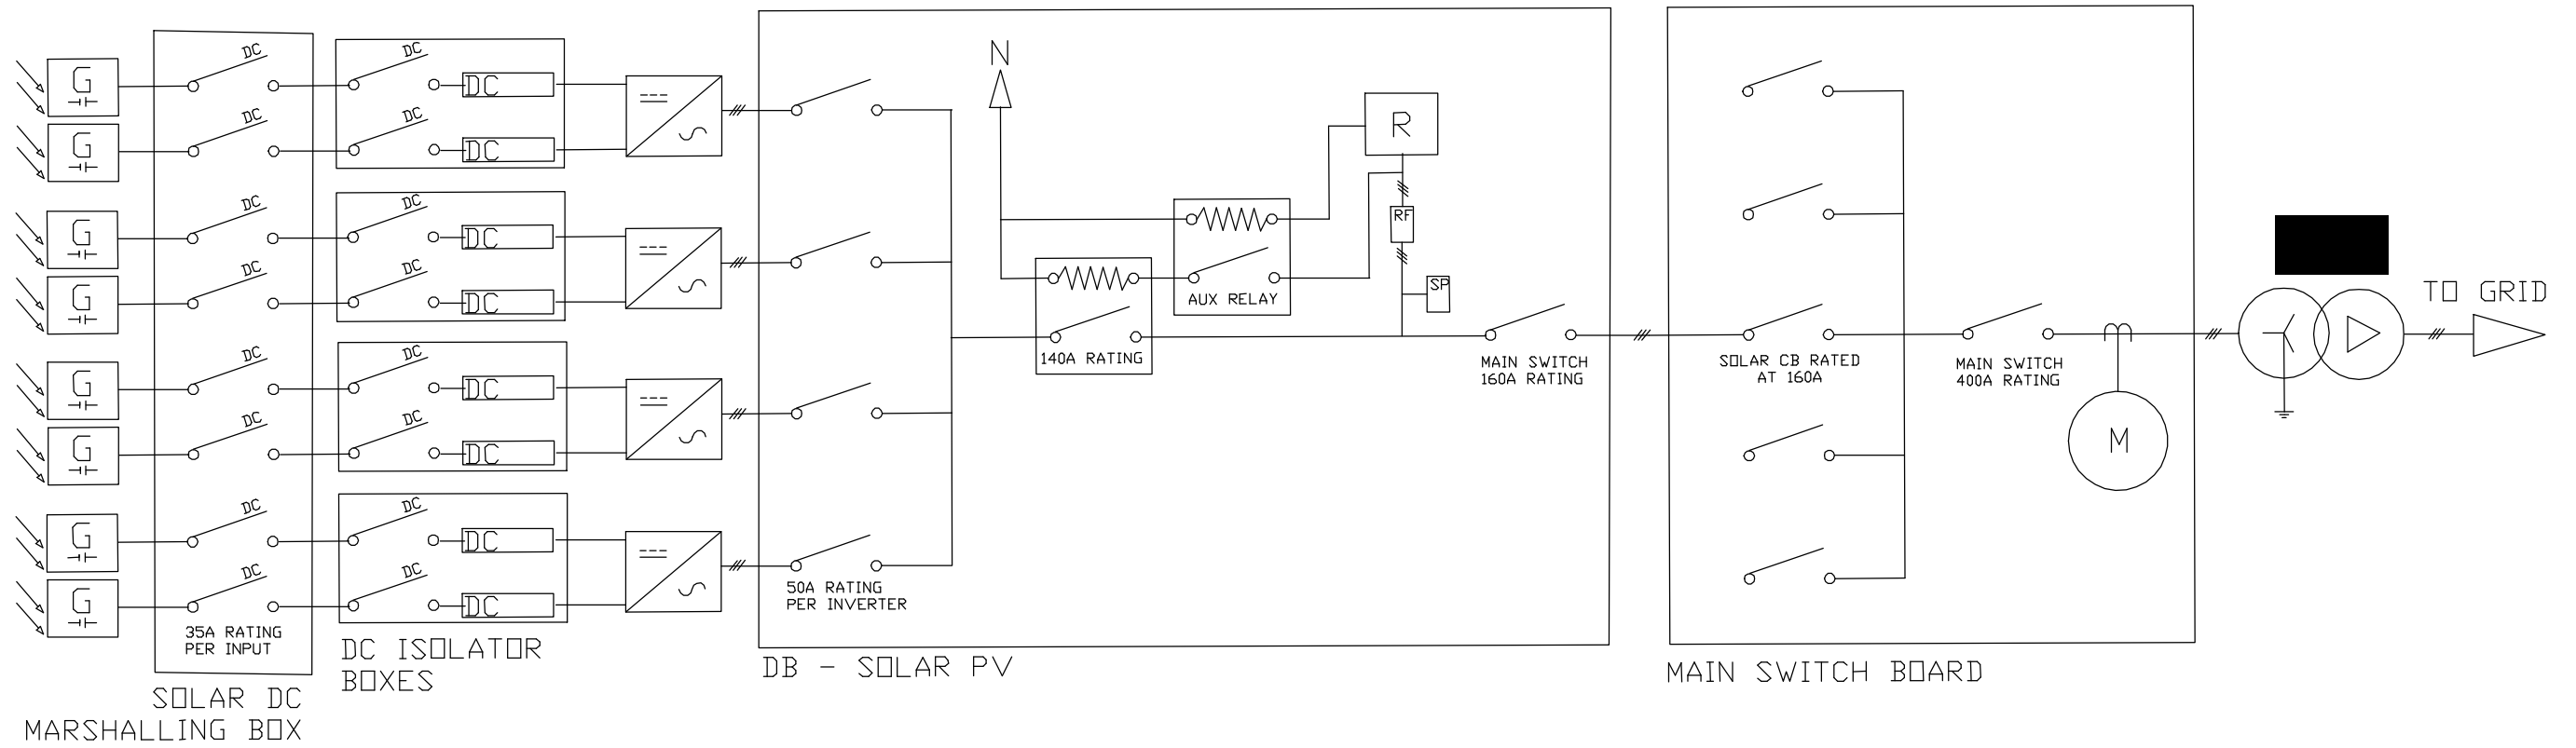 G
DC
DC
DC
G
DC
DC
DC
G
DC
DC
DC
G
DC
DC
DC
G
DC
DC
DC
G
DC
DC
DC
G
DC
DC
DC
G
DC
DC
DC
35A RATING
PER INPUT
SOLAR DC
MARSHALLING BOX
DC ISOLATOR
BOXES
N
R
RF
SP
AUX RELAY
140A RATING
MAIN SWITCH
160A RATING
50A RATING
PER INVERTER
DB - SOLAR PV
SOLAR CB RATED
AT 160A
MAIN SWITCH
400A RATING
M
MAIN SWITCH BOARD
TO GRID